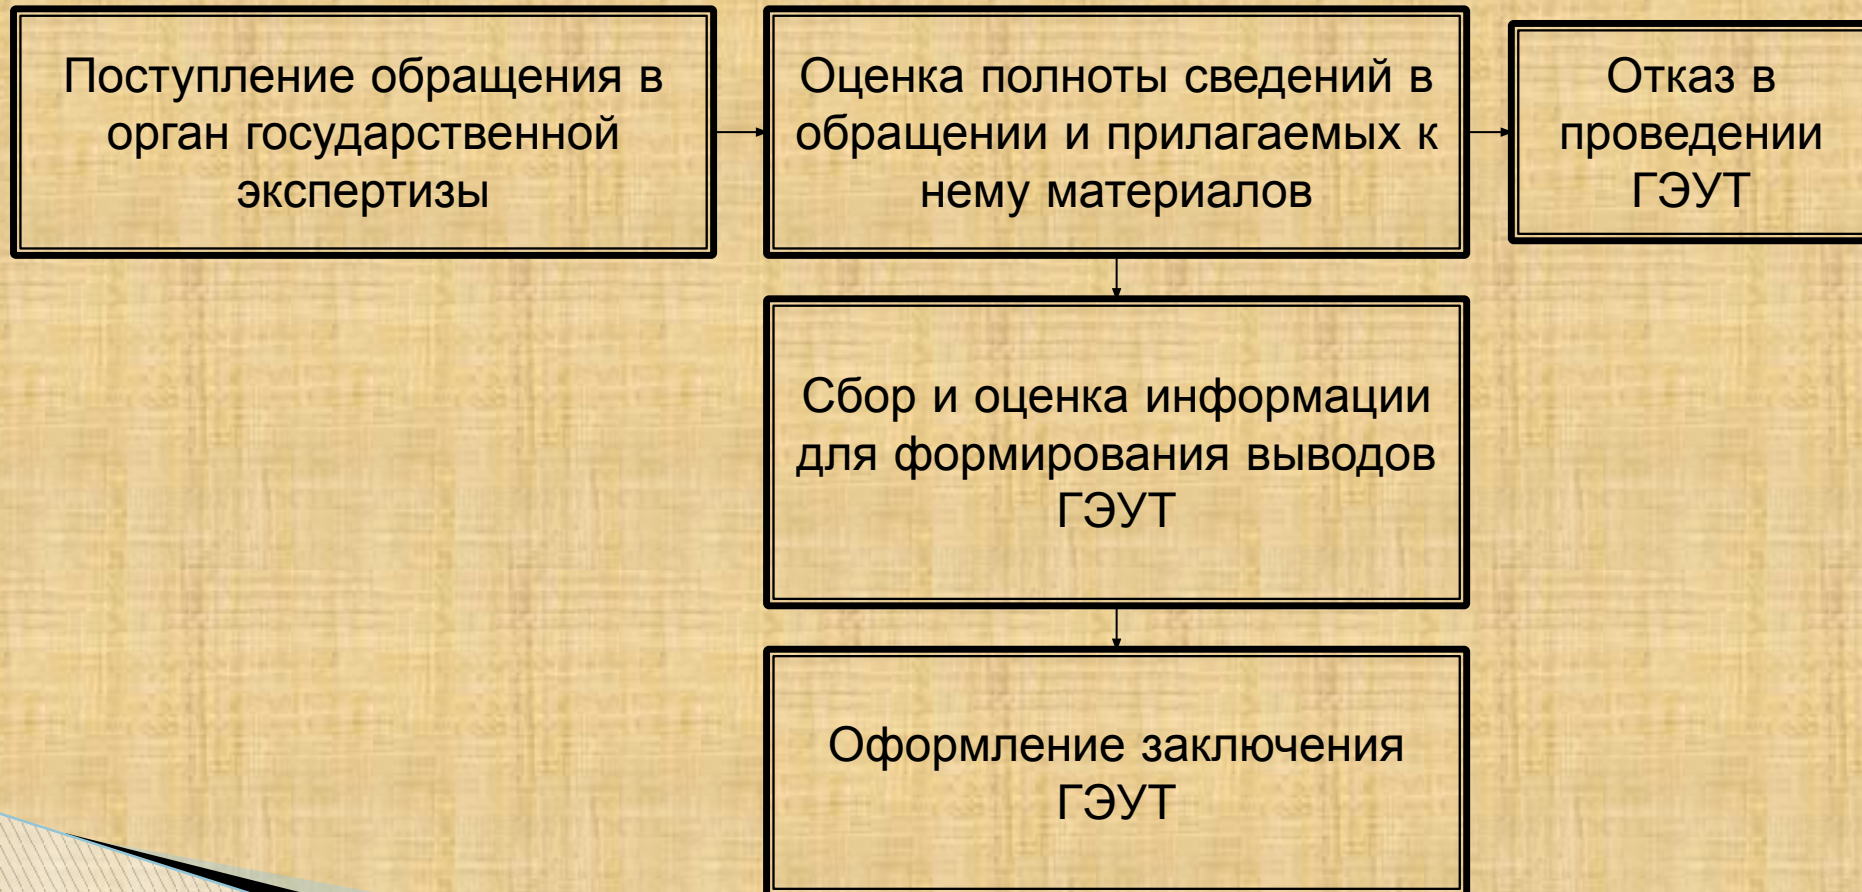 Поступление обращения в
орган государственной
экспертизы
Оценка полноты сведений в
обращении и прилагаемых к
нему материалов
Отказ в
проведении
ГЭУТ
Сбор и оценка информации
для формирования выводов
ГЭУТ
Оформление заключения
ГЭУТ